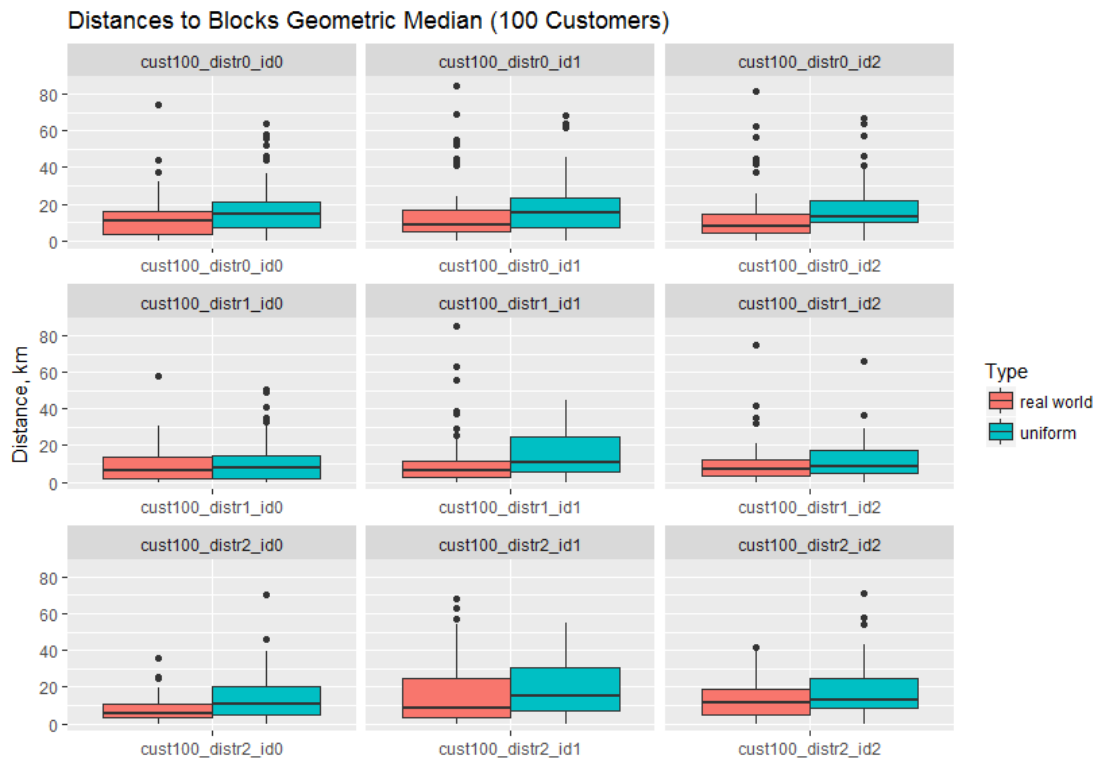 Distances to Blocks Geometric Median (100 Customers)
cust100_distr0_id0 cust100_distr0_id1 cust100_distr0_id2
80
60
40
20
0
cust100_distr0_id0 cust100_distr0_id1 cust100_distr0_id2
cust100_distr1_id0 cust100_distr1_id1 cust100_distr1_id2
80
60
40
20
0
Distance, km
cust100_distr1_id0 cust100_distr1_id1 cust100_distr1_id2
cust100_distr2_id0 cust100_distr2_id1 cust100_distr2_id2
80
60
40
20
0
cust100_distr2_id0 cust100_distr2_id1 cust100_distr2_id2
Type
real world
uniform